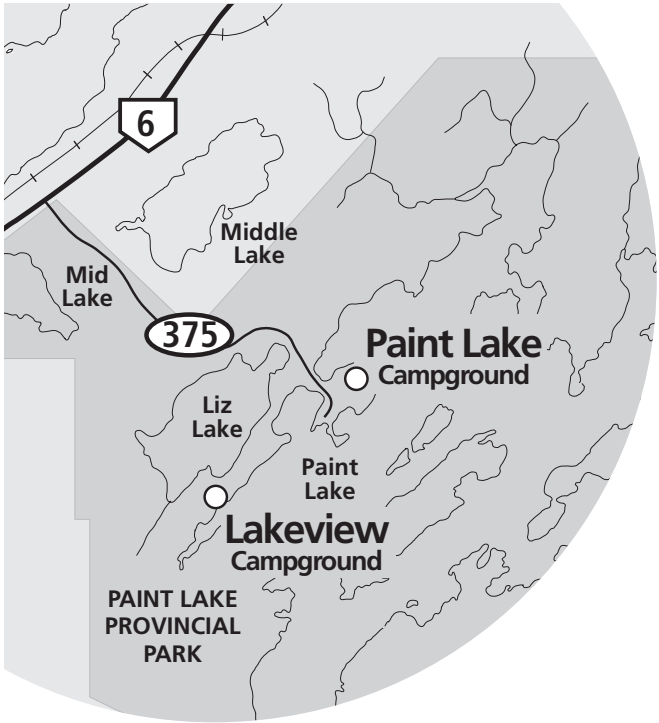 6
Middle
Lake
Mid
Lake
375
Paint Lake
Campground
Liz
Lake
Paint
Lake
Lakeview
Campground
PAINT LAKE
PROVINCIAL
PARK